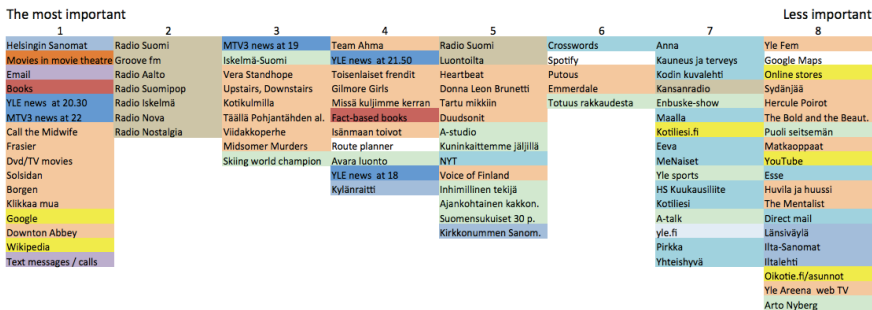 The most important Less important
1 2 3 4 5 6 7 8
Helsingin Sanomat Radio Suomi MTV3 news at 19 Team Ahma Radio Suomi Crosswords Anna Yle Fem
Movies in movie theatre Groove fm Iskelmä-Suomi YLE news at 21.50 Luontoilta Spotify Kauneus ja terveys Google Maps
Email Radio Aalto Vera Standhope Toisenlaiset frendit Heartbeat Putous Kodin kuvalehti Online stores
Books Radio Suomipop Upstairs, Downstairs Gilmore Girls Donna Leon Brunetti Emmerdale Kansanradio Sydänjää
YLE news at 20.30 Radio Iskelmä Kotikulmilla Missä kuljimme kerran Tartu mikkiin Totuus rakkaudesta Enbuske-show Hercule Poirot
MTV3 news at 22 Radio Nova Täällä Pohjantähden al. Fact-based books Duudsonit Maalla The Bold and the Beaut.
Call the Midwife Radio Nostalgia Viidakkoperhe Isänmaan toivot A-studio Kotiliesi.fi Puoli seitsemän
Frasier Midsomer Murders Route planner Kuninkaittemme jäljillä Eeva Matkaoppaat
Dvd/TV movies Skiing world champion Avara luonto NYT MeNaiset YouTube
Solsidan YLE news at 18 Voice of Finland Yle sports Esse
Borgen Kylänraitti Inhimillinen tekijä HS Kuukausiliite Huvila ja huussi
Klikkaa mua Ajankohtainen kakkon. Kotiliesi The Mentalist
Google Suomensukuiset 30 p. A-talk Direct mail
Downton Abbey Kirkkonummen Sanom. yle.fi Länsiväylä
Wikipedia Pirkka Ilta-Sanomat
Text messages / calls Yhteishyvä Iltalehti
Oikotie.fi/asunnot
Yle Areena web TV
Arto Nyberg